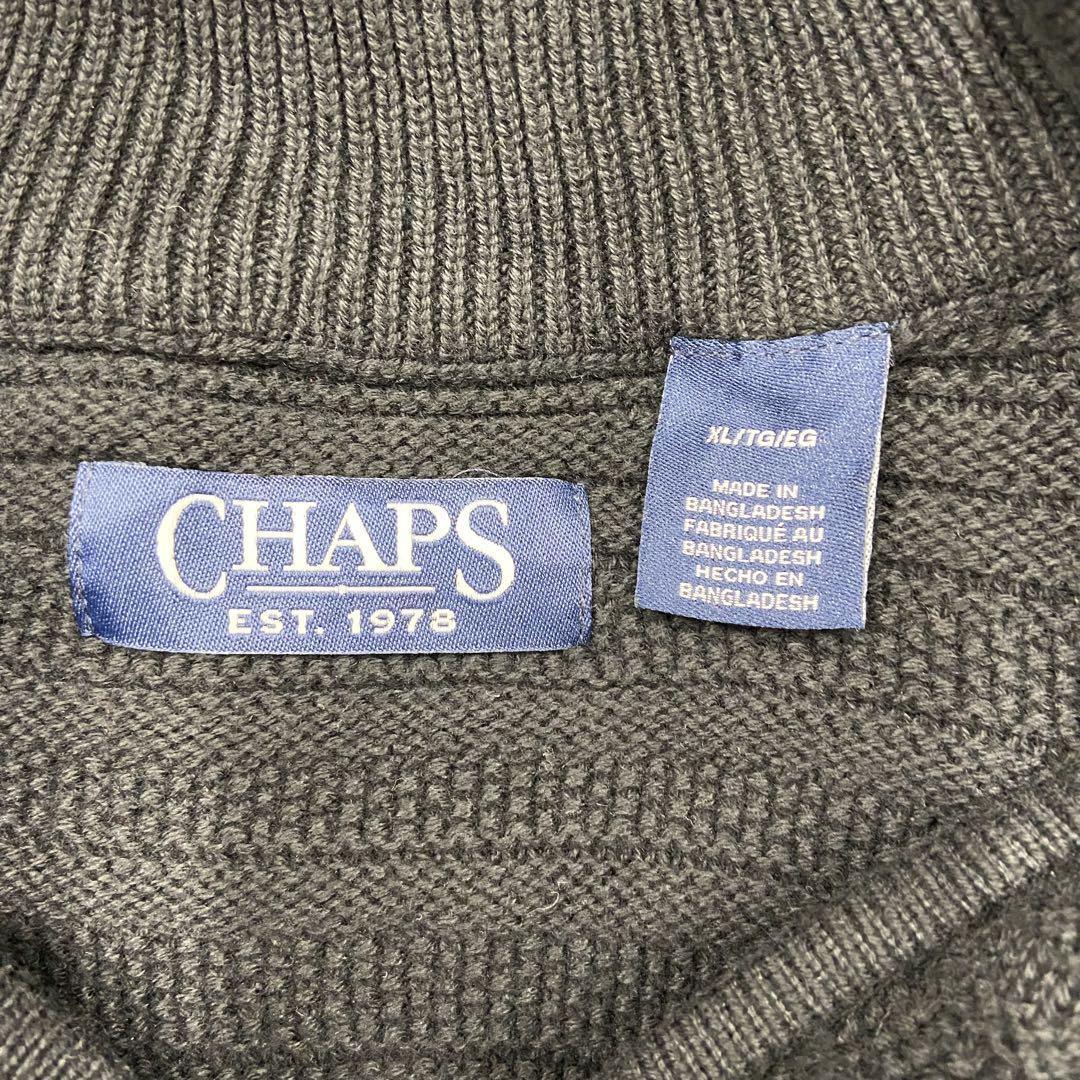 CHAPS
EST. 1978
XL/TG/EG
MADE IN
BANGLADESH
FABRIQUÉ AU
BANGLADESH
HECHO EN
BANGLADESH